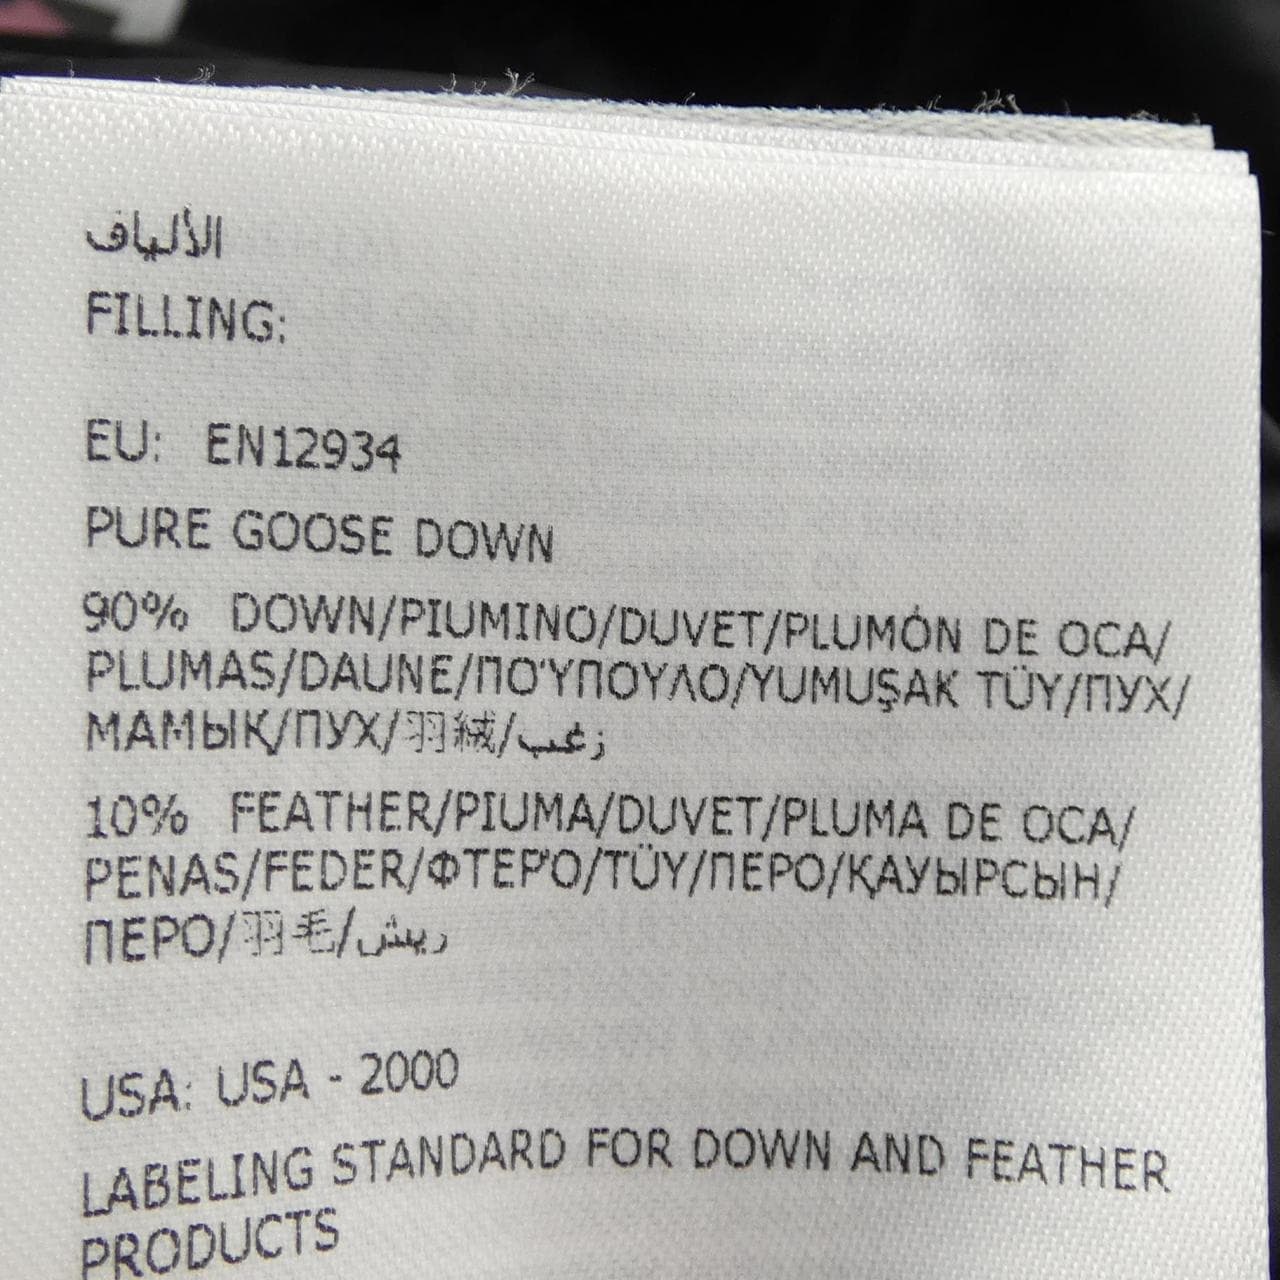 الألياف
FILLING:
EU: EN12934
PURE GOOSE DOWN
90% DOWN/PIUMINO/DUVET/PLUMÓN DE OCA/
PLUMAS/DAUNE/ΠΟΎΠΟΥΛΟ/YUMUŞAK TÜY/ПУХ/
МАМЫҚ/ПУХ/羽絨/زغب
10% FEATHER/PIUMA/DUVET/PLUMA DE OCA/
PENAS/FEDER/ΦΤΕΡΌ/TÜY/ПЕРО/ҚАУЫРСЫН/
ПЕРО/羽毛/ريش
USA: USA - 2000
LABELING STANDARD FOR DOWN AND FEATHER
PRODUCTS